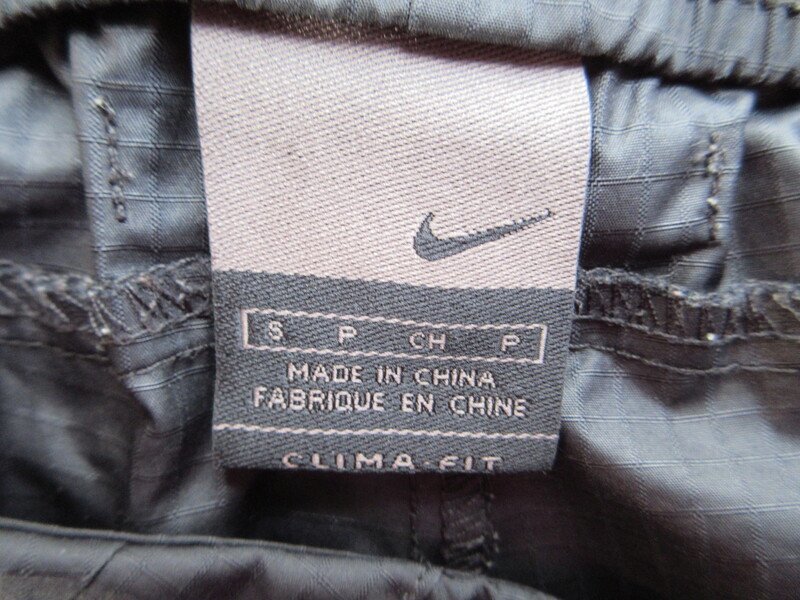 S P CH P
MADE IN CHINA
FABRIQUE EN CHINE
CLIMA-FIT